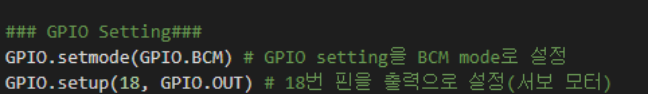 ### GPIO Setting###
GPIO.setmode(GPIO.BCM) # GPIO setting을 BCM mode로 설정
GPIO.setup(18, GPIO.OUT) # 18번 핀을 출력으로 설정(서보 모터)